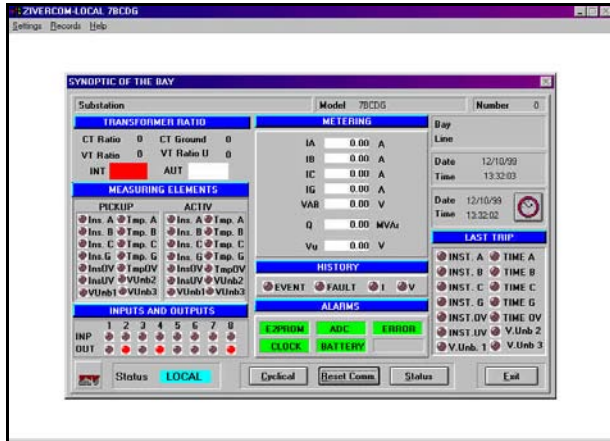 ZIVERCOM-LOCAL 7BCDG
Settings Records Help
SYNOPTIC OF THE BAY
Substation Model 7BCDG Number 0
TRANSFORMER RATIO
CT Ratio 0 CT Ground 0
VT Ratio 0 VT Ratio U 0
INT AUT
MEASURING ELEMENTS
PICKUP ACTIV
Ins. A Tmp. A Ins. A Tmp. A
Ins. B Tmp. B Ins. B Tmp. B
Ins. C Tmp. C Ins. C Tmp. C
Ins. G Tmp. G Ins. G Tmp. G
InsOV TmpOV InsOV TmpOV
InsUV VUnb2 InsUV VUnb2
VUnb1 VUnb3 VUnb1 VUnb3
INPUTS AND OUTPUTS
1 2 3 4 5 6 7 8
INP
OUT
METERING
IA 0.00 A
IB 0.00 A
IC 0.00 A
IG 0.00 A
VAB 0.00 V
Q 0.00 MVAr
Vu 0.00 V
HISTORY
EVENT FAULT I V
ALARMS
E2PROM ADC ERROR
CLOCK BATTERY
Bay
Line
Date 12/10/99
Time 13:32:03
Date 12/10/99
Time 13:32:02
LAST TRIP
INST. A TIME A
INST. B TIME B
INST. C TIME C
INST. G TIME G
INST.OV TIME OV
INST.UV V.Unb 2
V.Unb. 1 V.Unb 3
Status LOCAL Cyclical Reset Comm. Status Exit